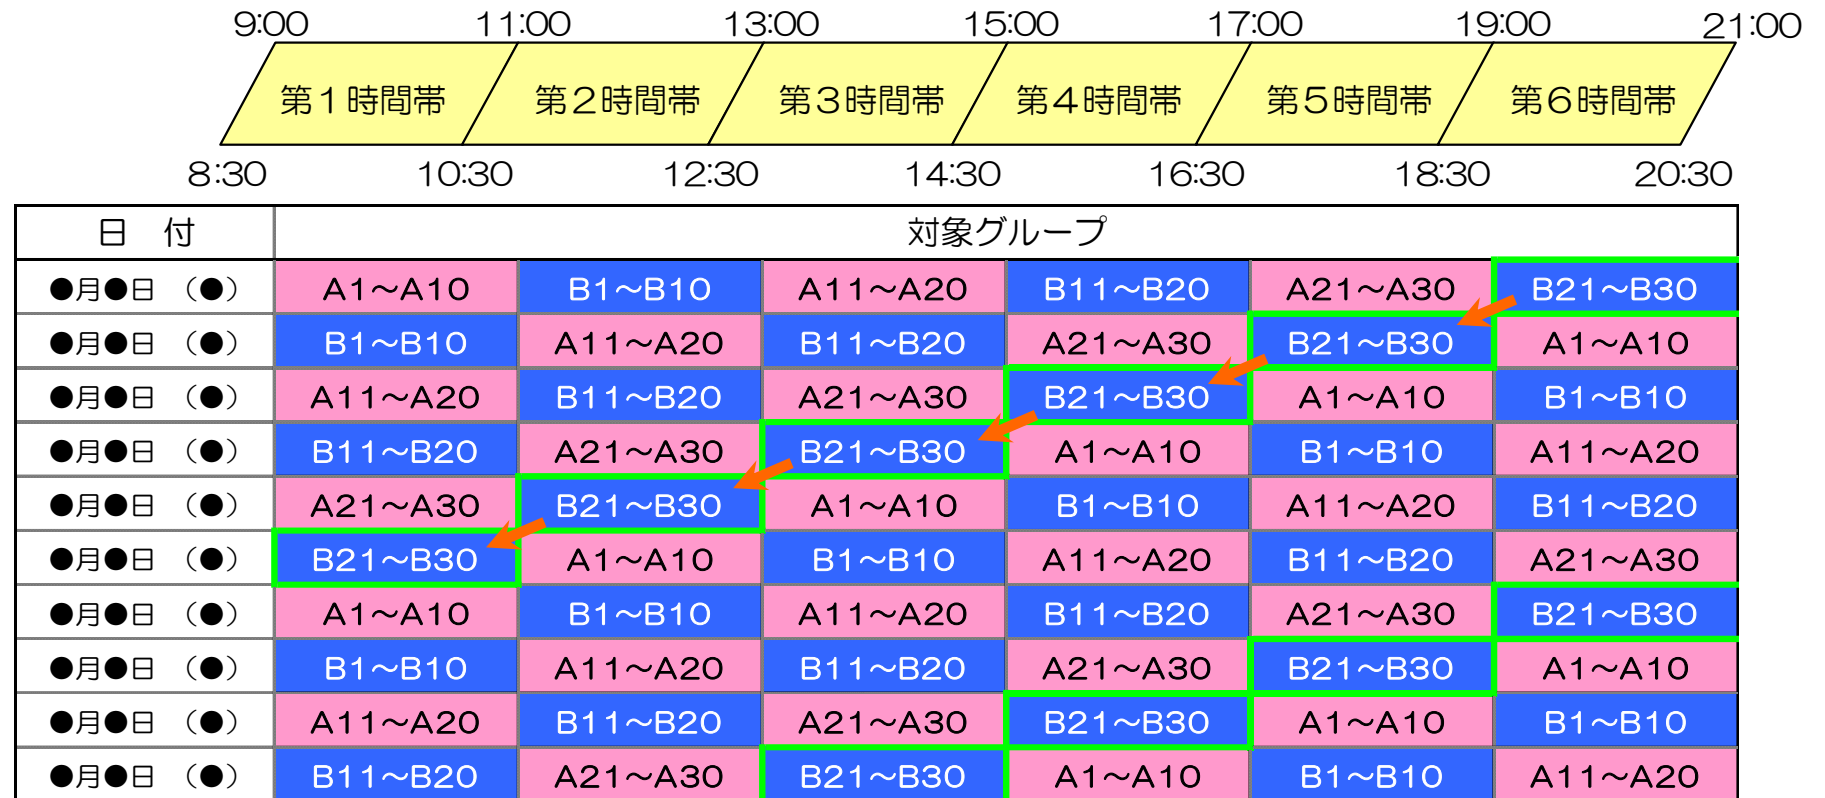 9:00 11:00 13:00 15:00 17:00 19:00 21:00
第１時間帯 第２時間帯 第３時間帯 第４時間帯 第５時間帯 第６時間帯
8:30 10:30 12:30 14:30 16:30 18:30 20:30
日　付 対象グループ
●月●日　（●） A1～A10 B1～B10 A11～A20 B11～B20 A21～A30 B21～B30
●月●日　（●） B1～B10 A11～A20 B11～B20 A21～A30 B21～B30 A1～A10
●月●日　（●） A11～A20 B11～B20 A21～A30 B21～B30 A1～A10 B1～B10
●月●日　（●） B11～B20 A21～A30 B21～B30 A1～A10 B1～B10 A11～A20
●月●日　（●） A21～A30 B21～B30 A1～A10 B1～B10 A11～A20 B11～B20
●月●日　（●） B21～B30 A1～A10 B1～B10 A11～A20 B11～B20 A21～A30
●月●日　（●） A1～A10 B1～B10 A11～A20 B11～B20 A21～A30 B21～B30
●月●日　（●） B1～B10 A11～A20 B11～B20 A21～A30 B21～B30 A1～A10
●月●日　（●） A11～A20 B11～B20 A21～A30 B21～B30 A1～A10 B1～B10
●月●日　（●） B11～B20 A21～A30 B21～B30 A1～A10 B1～B10 A11～A20